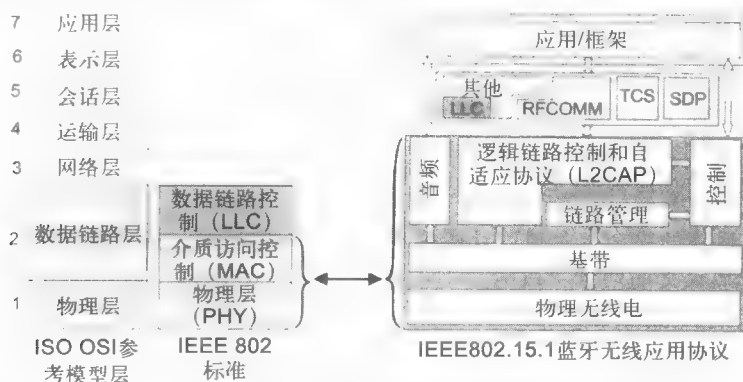 7 应用层
6 表示层
5 会话层
4 运输层
3 网络层
2 数据链路层
1 物理层
ISO OSI参
考模型层
数据链路控
制（LLC）
介质访问控
制（MAC）
物理层
（PHY）
IEEE 802
标准
应用/框架
其他
LLC
RFCOMM
TCS
SDP
音频
逻辑链路控制和自
适应协议（L2CAP）
链路管理
控制
基带
物理无线电
IEEE802.15.1蓝牙无线应用协议